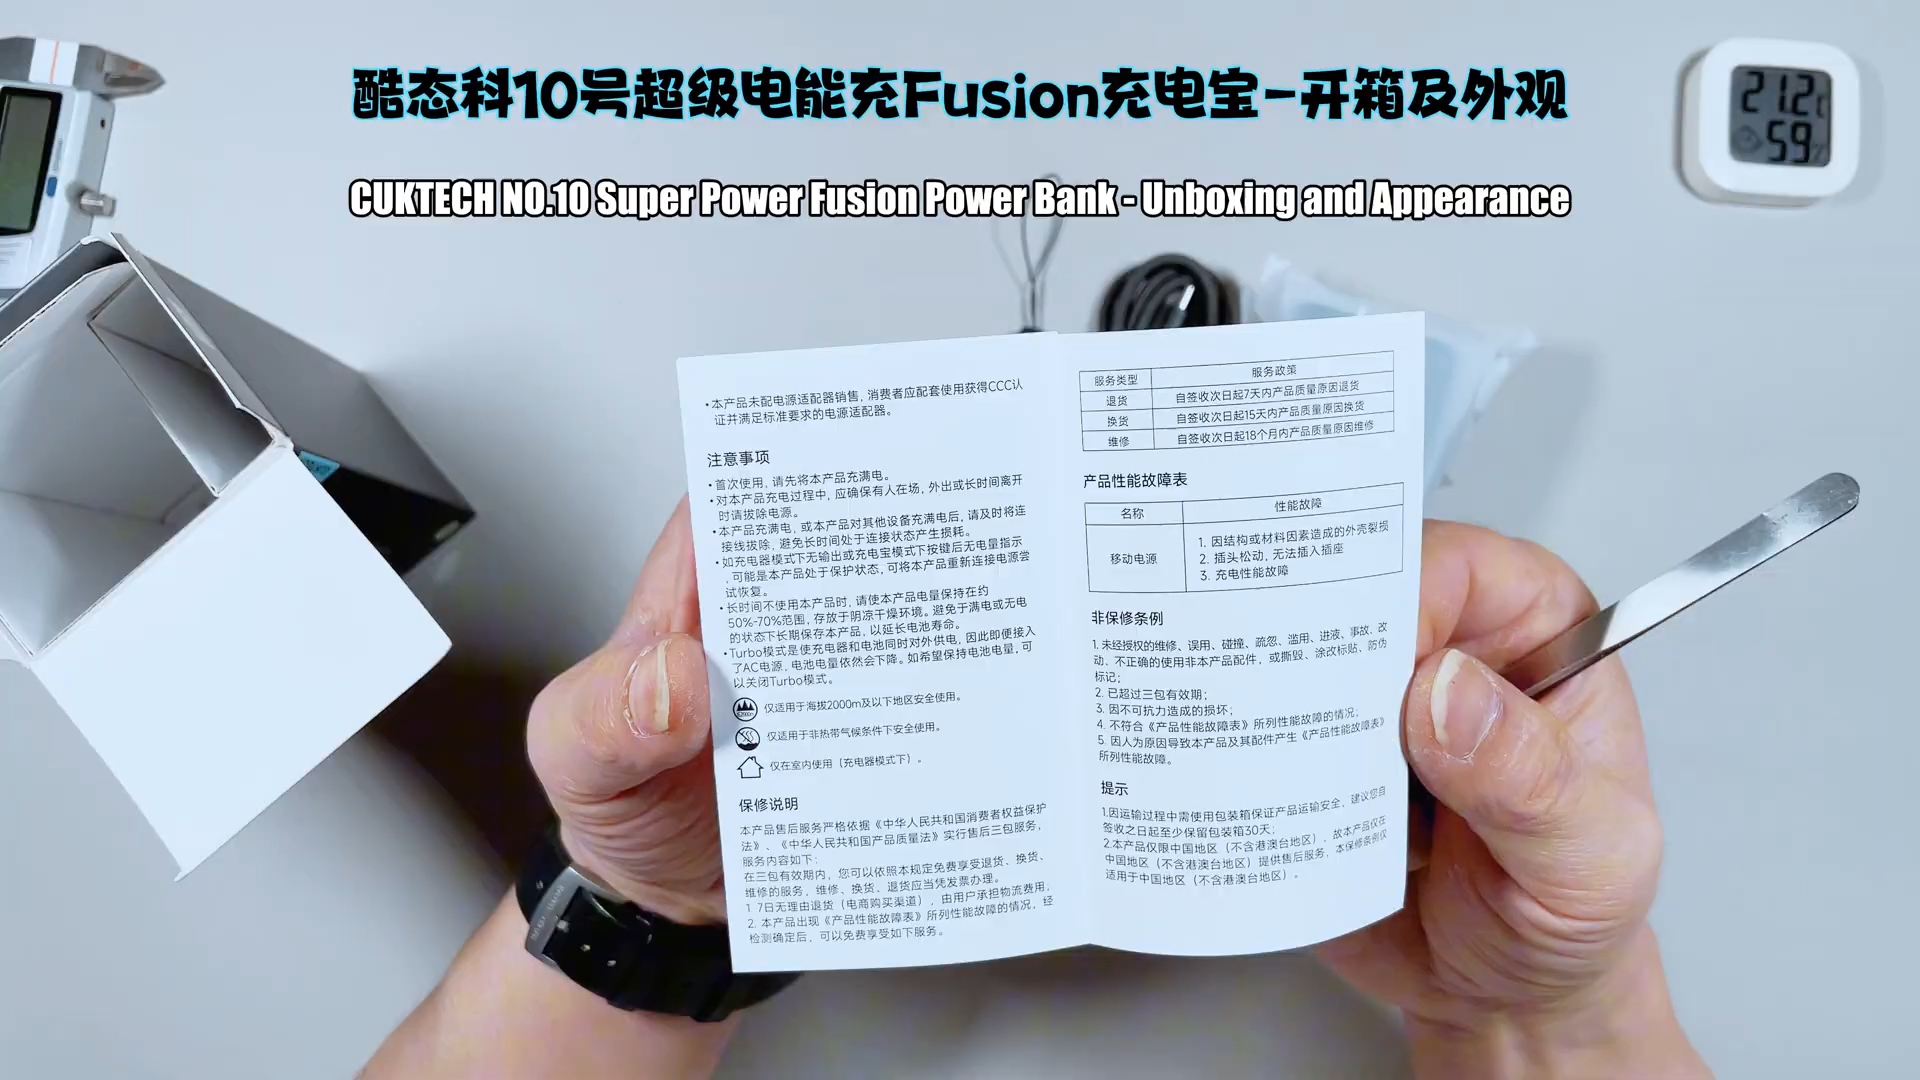 酷态科10号超级电能充Fusion充电宝-开箱及外观
CUKTECH NO.10 Super Power Fusion Power Bank - Unboxing and Appearance
21.2
59
•本产品未配电源适配器销售，消费者应配套使用获得CCC认
证并满足标准要求的电源适配器。
注意事项
•首次使用，请先将本产品充满电。
•对本产品充电过程中，应确保有人在场，外出或长时间离开
时请拔除电源。
•本产品充满电，或本产品对其他设备充满电后，请及时将连
接线拔除，避免长时间处于连接状态产生损耗。
•如充电器模式下无输出或充电宝模式下按键后无电量指示
，可能是本产品处于保护状态，可将本产品重新连接电源尝
试恢复。
•长时间不使用本产品时，请使本产品电量保持在约
50%-70%范围，存放于阴凉干燥环境。避免于满电或无电
的状态下长期保存本产品，以延长电池寿命。
•Turbo模式是使充电器和电池同时对外供电，因此即便接入
了AC电源，电池电量依然会下降。如希望保持电池电量，可
以关闭Turbo模式。
仅适用于海拔2000m及以下地区安全使用。
仅适用于非热带气候条件下安全使用。
仅在室内使用（充电器模式下）。
保修说明
本产品售后服务严格依据《中华人民共和国消费者权益保护
法》、《中华人民共和国产品质量法》实行售后三包服务，
服务内容如下：
在三包有效期内，您可以依照本规定免费享受退货、换货、
维修的服务，维修、换货、退货应当凭发票办理。
1 7日无理由退货（电商购买渠道），由用户承担物流费用，
2. 本产品出现《产品性能故障表》所列性能故障的情况，经
检测确定后，可以免费享受如下服务。
服务类型 服务政策
退货 自签收次日起7天内产品质量原因退货
换货 自签收次日起15天内产品质量原因换货
维修 自签收次日起18个月内产品质量原因维修
产品性能故障表
名称 性能故障
移动电源
1. 因结构或材料因素造成的外壳裂损
2. 插头松动，无法插入插座
3. 充电性能故障
非保修条例
1. 未经授权的维修、误用、碰撞、疏忽、滥用、进液、事故、改
动、不正确的使用非本产品配件，或撕毁、涂改标贴、防伪
标记；
2. 已超过三包有效期；
3. 因不可抗力造成的损坏；
4. 不符合《产品性能故障表》所列性能故障的情况；
5. 因人为原因导致本产品及其配件产生《产品性能故障表》
所列性能故障。
提示
1.因运输过程中需使用包装箱保证产品运输安全，建议您自
签收之日起至少保留包装箱30天；
2.本产品仅限中国地区（不含港澳台地区），故本产品仅在
中国地区（不含港澳台地区）提供售后服务，本保修条例仅
适用于中国地区（不含港澳台地区）。